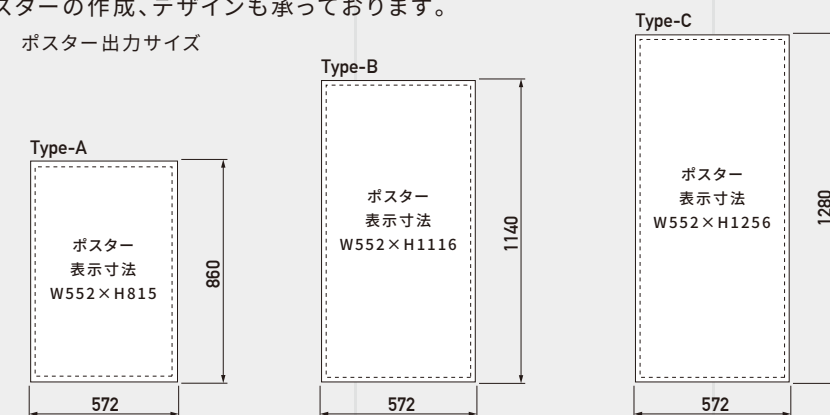 スターの作成、デザインも承っております。
ポスター出力サイズ
Type-A
ポスター
表示寸法
W552×H815
860
572
Type-B
ポスター
表示寸法
W552×H1116
1140
572
Type-C
ポスター
表示寸法
W552×H1256
1280
572